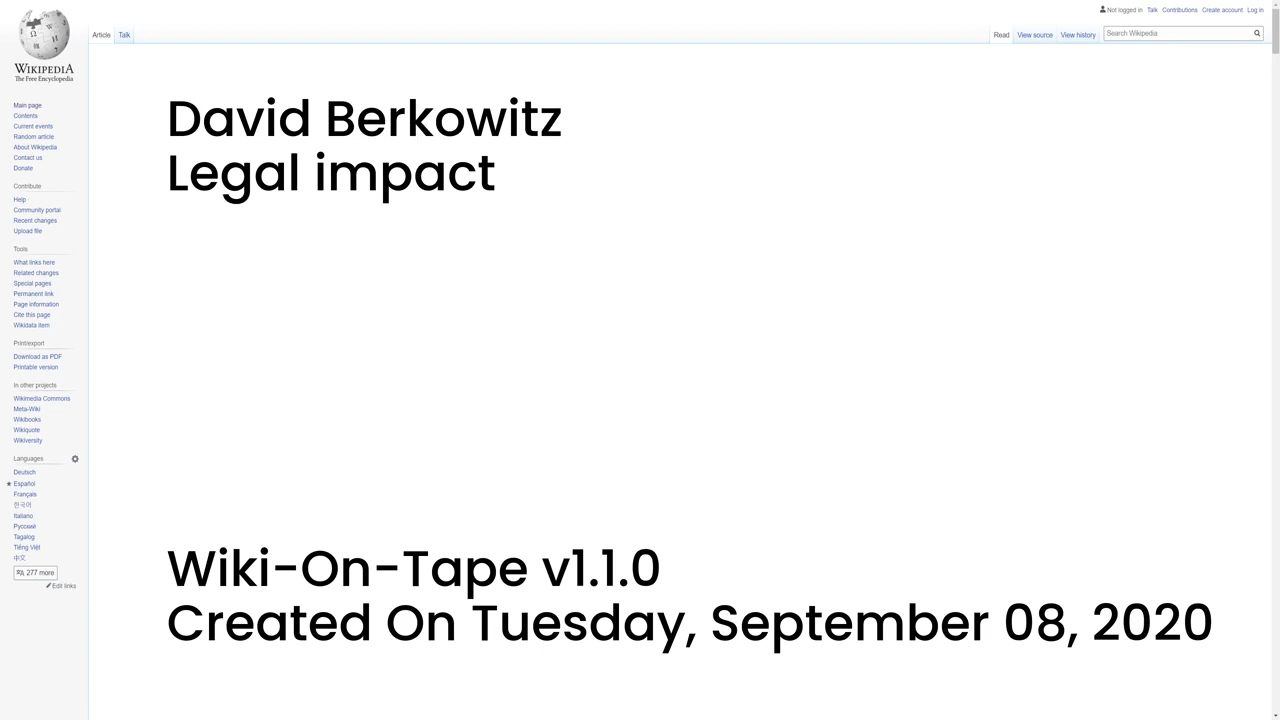 Not logged in Talk Contributions Create account Log in
Article Talk Read View source View history Search Wikipedia
WIKIPEDIA
The Free Encyclopedia
Main page
Contents
Current events
Random article
About Wikipedia
Contact us
Donate
Contribute
Help
Community portal
Recent changes
Upload file
Tools
What links here
Related changes
Special pages
Permanent link
Page information
Cite this page
Wikidata item
Print/export
Download as PDF
Printable version
In other projects
Wikimedia Commons
Meta-Wiki
Wikibooks
Wikiquote
Wikiversity
Languages
Deutsch
Español
Français
한국어
Italiano
Русский
Tagalog
Tiếng Việt
中文
277 more
Edit links
David Berkowitz
Legal impact
Wiki-On-Tape v1.1.0
Created On Tuesday, September 08, 2020